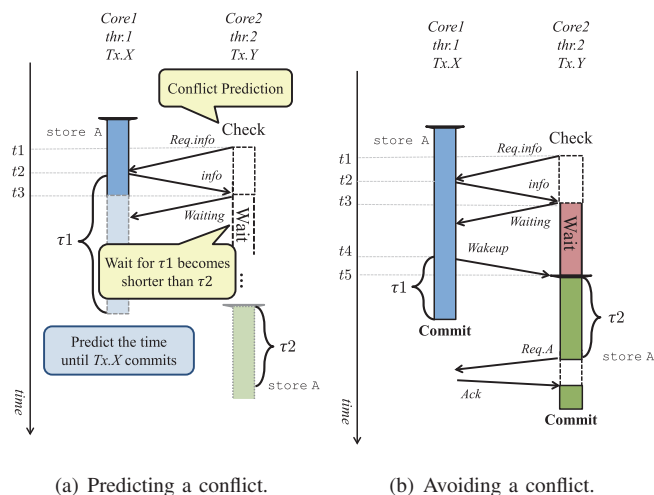 Core1
thr.1
Tx.X
Core2
thr.2
Tx.Y
Conflict Prediction
store A
Check
t1
Req.info
t2
info
t3
Waiting
Wait
τ1
Wait for τ1 becomes
shorter than τ2
...
Predict the time
until Tx.X commits
τ2
store A
time
(a) Predicting a conflict.
Core1
thr.1
Tx.X
Core2
thr.2
Tx.Y
store A
Check
t1
Req.info
t2
info
t3
Waiting
Wait
t4
Wakeup
t5
τ1
τ2
Commit
Req.A
store A
Ack
Commit
time
(b) Avoiding a conflict.